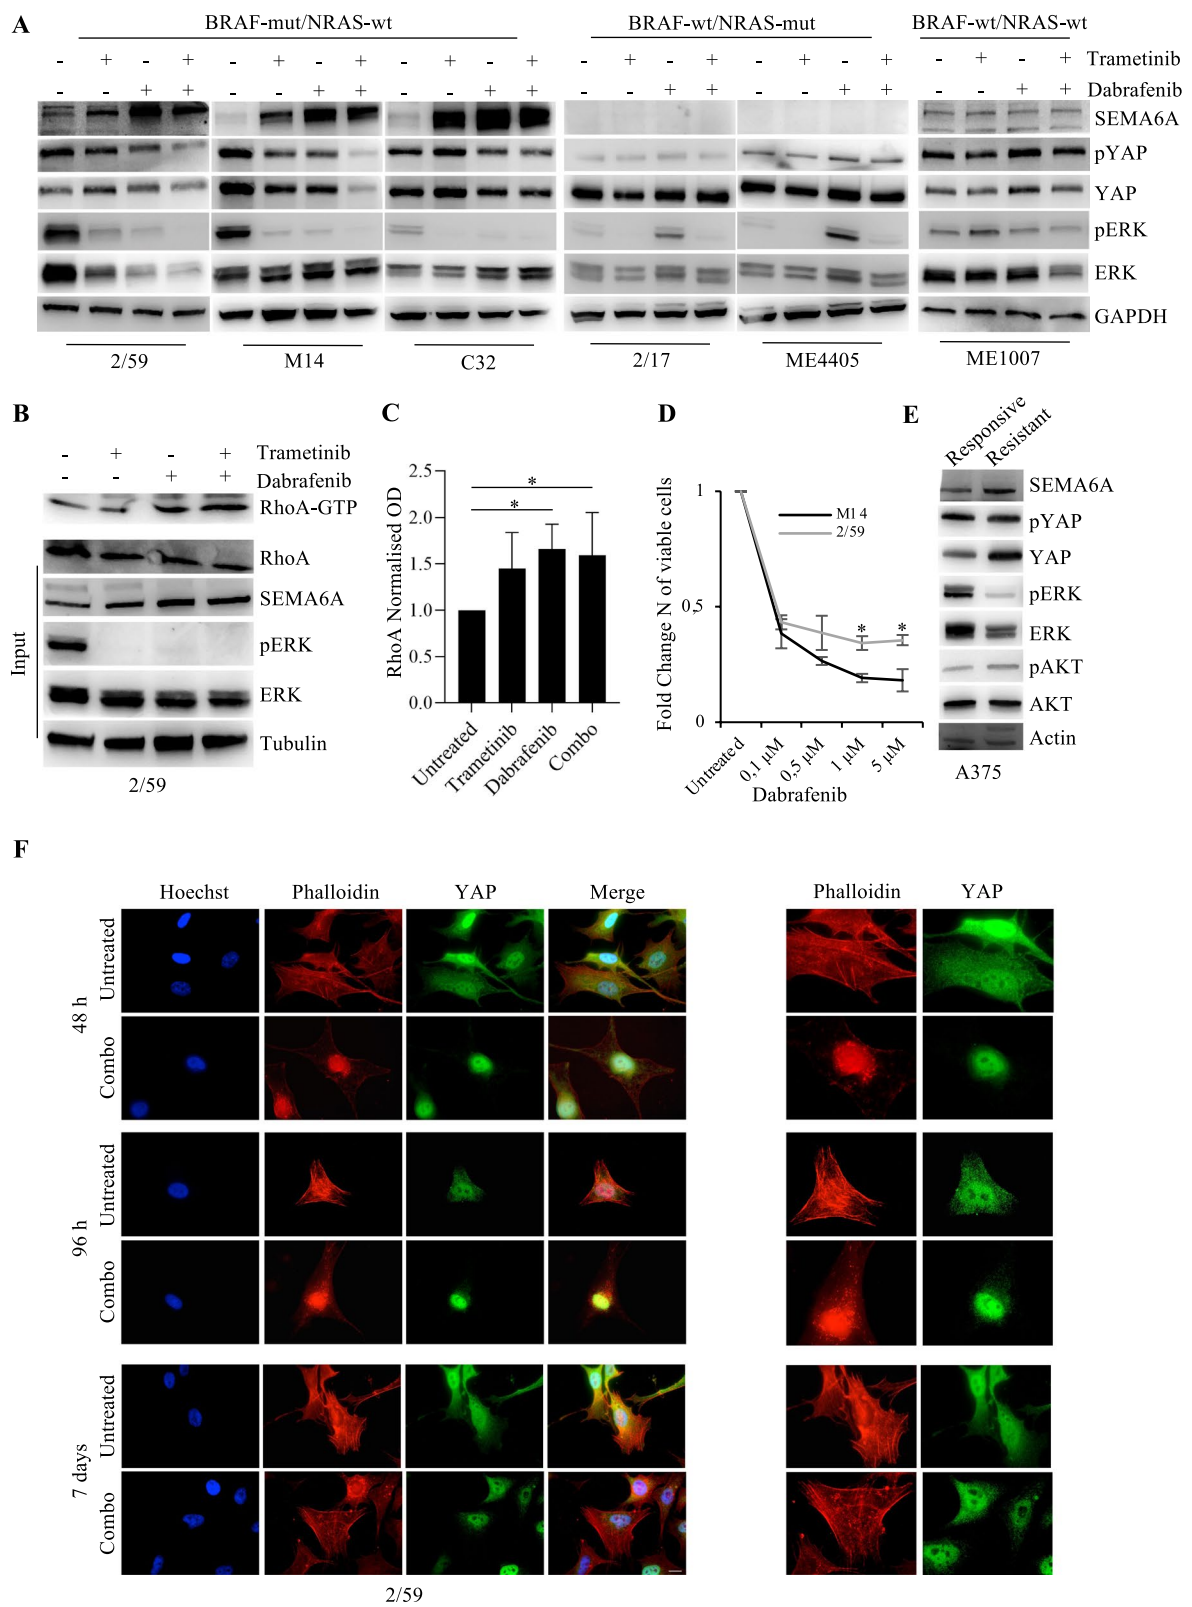 A
BRAF-mut/NRAS-wt BRAF-wt/NRAS-mut BRAF-wt/NRAS-wt
- + - + - + - + - + - + - + - + - + - + - + - + Trametinib
- - + + - - + + - - + + - - + + - - + + - - + + Dabrafenib
SEMA6A
pYAP
YAP
pERK
ERK
GAPDH
2/59 M14 C32 2/17 ME4405 ME1007
B
- + - + Trametinib
- - + + Dabrafenib
RhoA-GTP
RhoA
SEMA6A
pERK
ERK
Tubulin
Input
2/59
C
RhoA Normalised OD
2.5
2.0
1.5
1.0
0.5
0.0
*
*
Untreated
Trametinib
Dabrafenib
Combo
D
Fold Change N of viable cells
1
0,5
0
M14
2/59
* *
Untreated
0,1 μM
0,5 μM
1 μM
5 μM
Dabrafenib
E
Responsive
Resistant
SEMA6A
pYAP
YAP
pERK
ERK
pAKT
AKT
Actin
A375
F
Hoechst Phalloidin YAP Merge Phalloidin YAP
48 h
Untreated
Combo
96 h
Untreated
Combo
7 days
Untreated
Combo
2/59